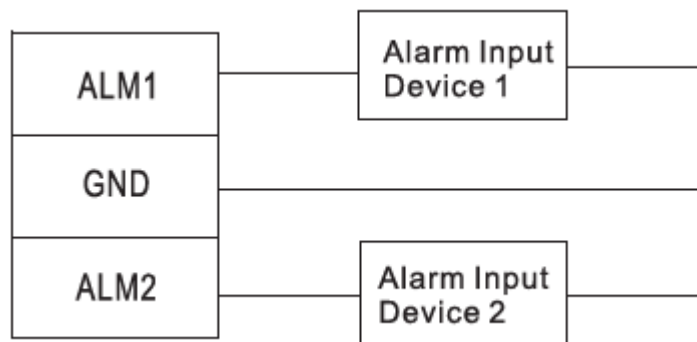 ALM1
Alarm Input
Device 1
GND
ALM2
Alarm Input
Device 2